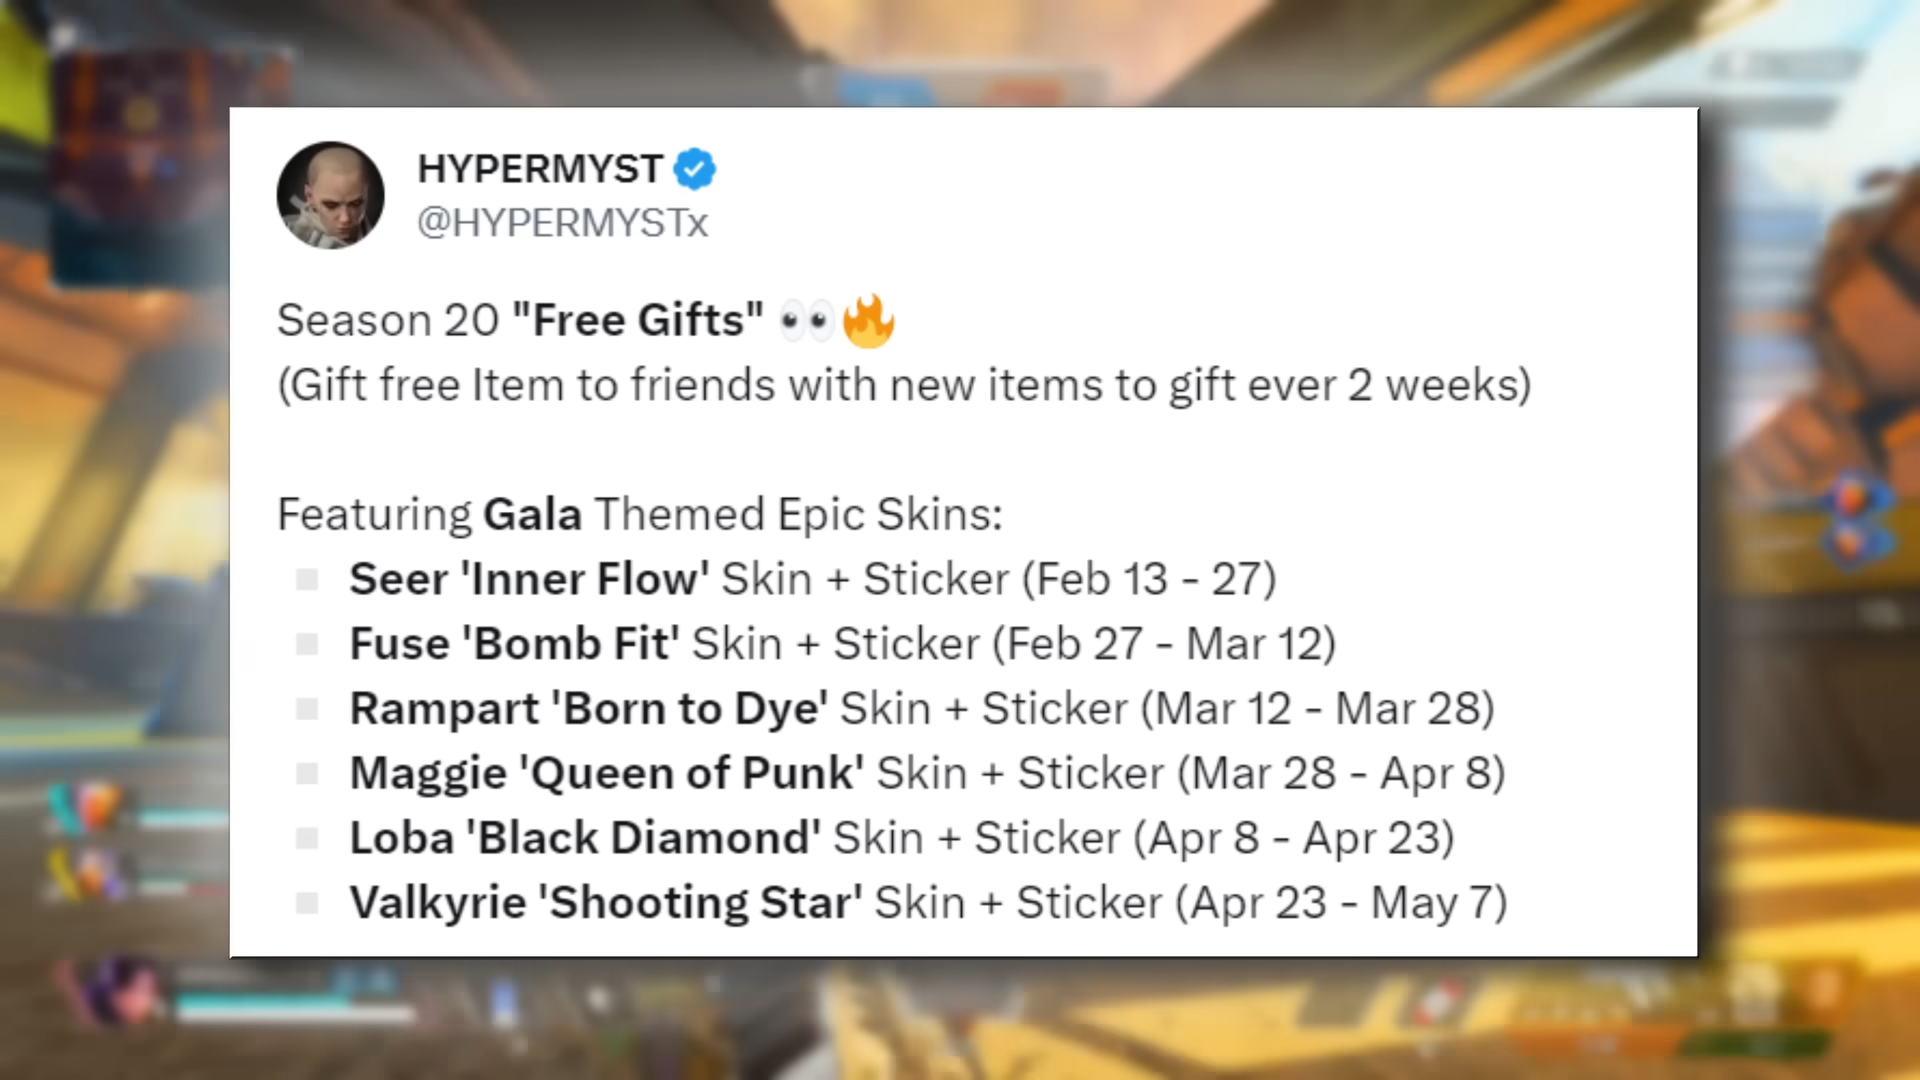 HYPERMYST
@HYPERMYSTx
Season 20 "Free Gifts" 👀🔥
(Gift free Item to friends with new items to gift ever 2 weeks)
Featuring Gala Themed Epic Skins:
Seer 'Inner Flow' Skin + Sticker (Feb 13 - 27)
Fuse 'Bomb Fit' Skin + Sticker (Feb 27 - Mar 12)
Rampart 'Born to Dye' Skin + Sticker (Mar 12 - Mar 28)
Maggie 'Queen of Punk' Skin + Sticker (Mar 28 - Apr 8)
Loba 'Black Diamond' Skin + Sticker (Apr 8 - Apr 23)
Valkyrie 'Shooting Star' Skin + Sticker (Apr 23 - May 7)